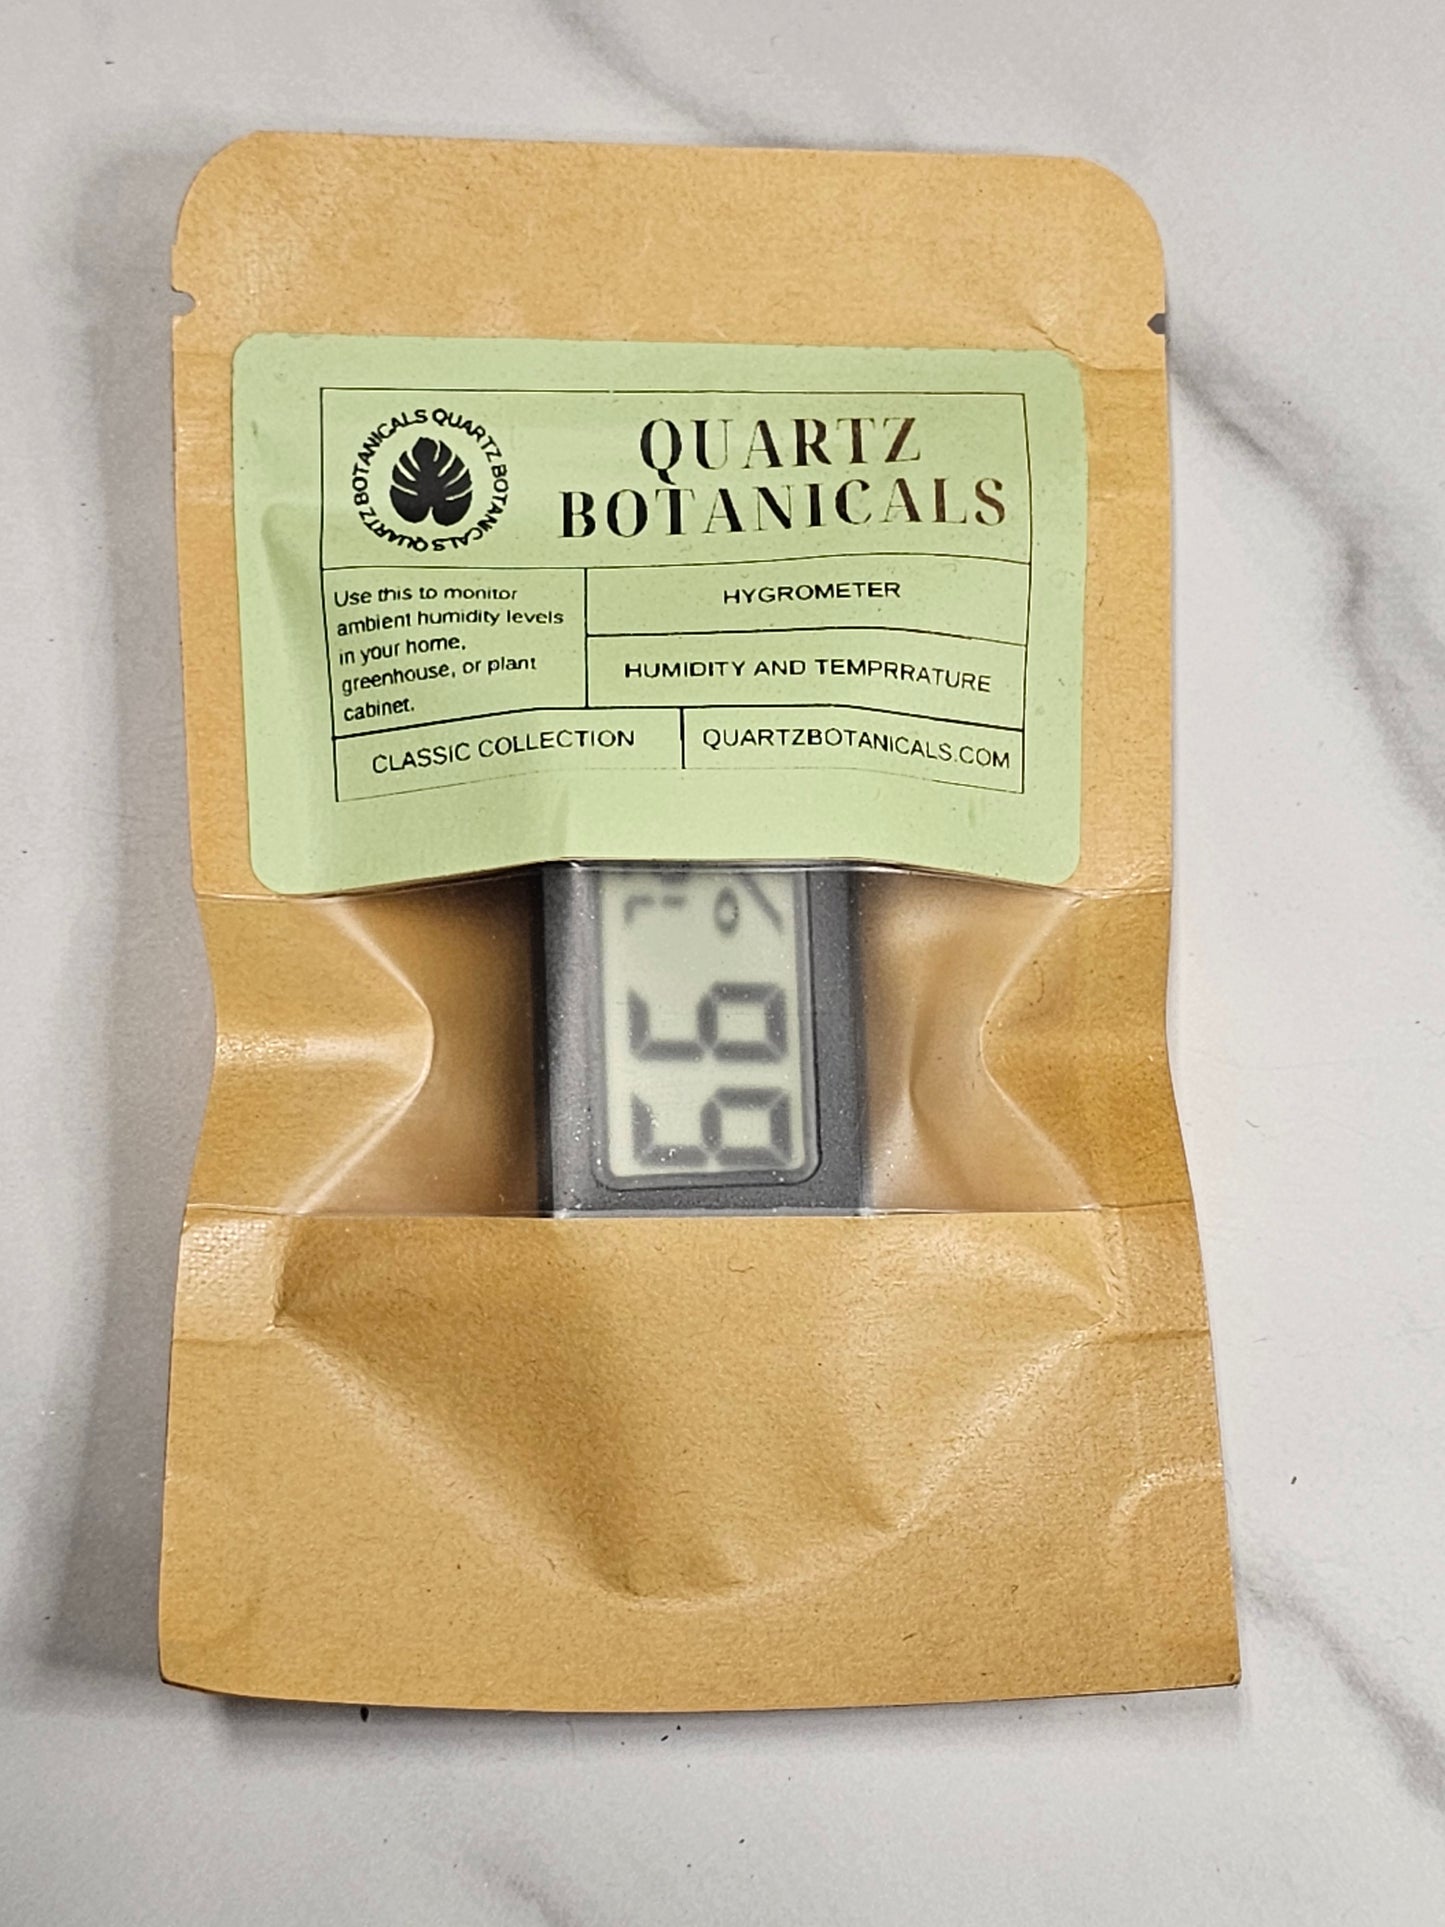 QUARTZ BOTANICALS QUARTZ BOTANICALS
QUARTZ
BOTANICALS
Use this to monitor
ambient humidity levels
in your home,
greenhouse, or plant
cabinet.
HYGROMETER
HUMIDITY AND TEMPRRATURE
CLASSIC COLLECTION
QUARTZBOTANICALS.COM
66 %